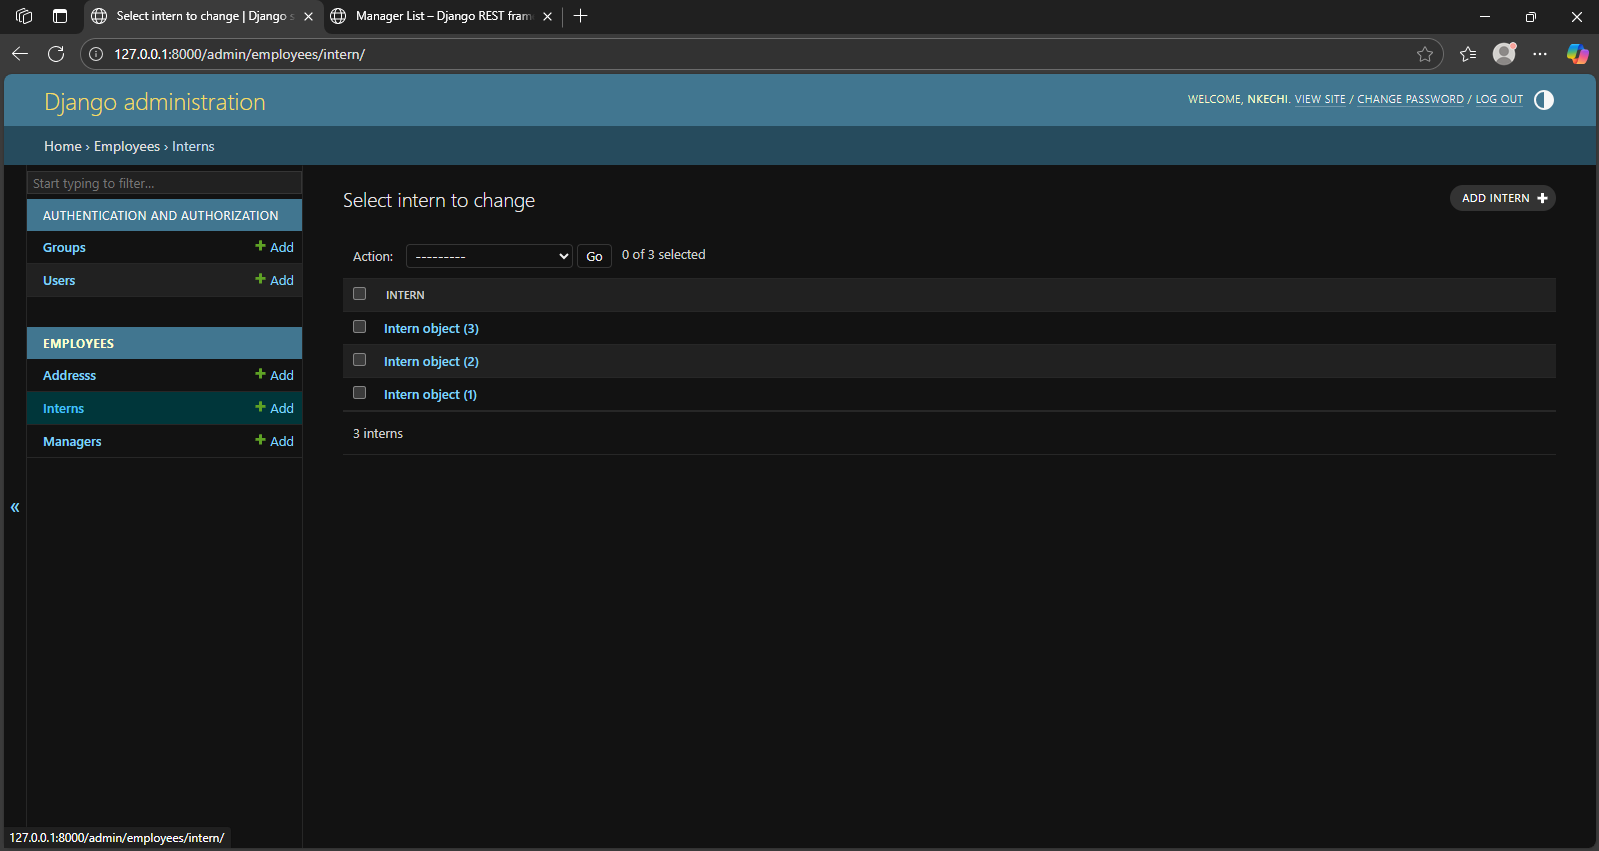 Select intern to change | Django s
Manager List – Django REST fram
127.0.0.1:8000/admin/employees/intern/
Django administration
WELCOME, NKECHI. VIEW SITE / CHANGE PASSWORD / LOG OUT
Home › Employees › Interns
Start typing to filter...
AUTHENTICATION AND AUTHORIZATION
Groups + Add
Users + Add
EMPLOYEES
Addresss + Add
Interns + Add
Managers + Add
«
Select intern to change
ADD INTERN +
Action: --------- Go 0 of 3 selected
INTERN
Intern object (3)
Intern object (2)
Intern object (1)
3 interns
127.0.0.1:8000/admin/employees/intern/